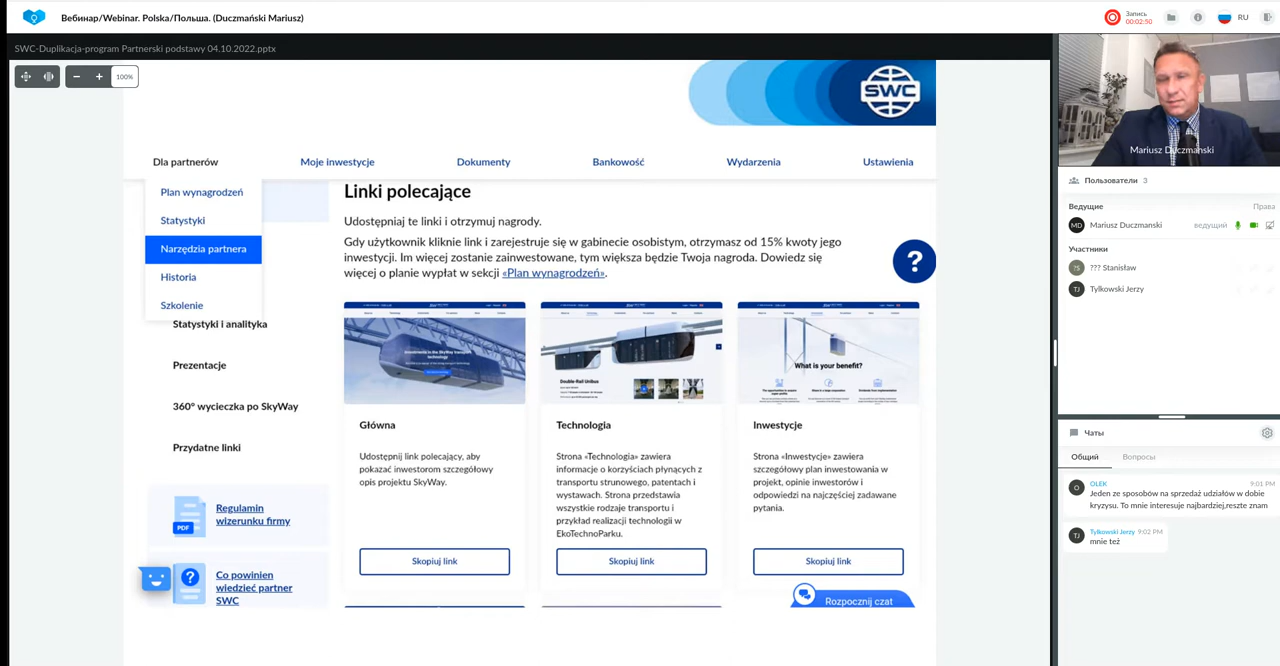 Вебинар/Webinar. Polska/Польша. (Duczmański Mariusz)
Запись
00:02:50
RU
SWC-Duplikacja-program Partnerski podstawy 04.10.2022.pptx
100%
SWC
Dla partnerów
Moje inwestycje
Dokumenty
Bankowość
Wydarzenia
Ustawienia
Plan wynagrodzeń
Statystyki
Narzędzia partnera
Historia
Szkolenie
Statystyki i analityka
Prezentacje
360° wycieczka po SkyWay
Przydatne linki
PDF
Regulamin
wizerunku firmy
?
Co powinien
wiedzieć partner
SWC
Linki polecające
Udostępniaj te linki i otrzymuj nagrody.
Gdy użytkownik kliknie link i zarejestruje się w gabinecie osobistym, otrzymasz od 15% kwoty jego
inwestycji. Im więcej zostanie zainwestowane, tym większa będzie Twoja nagroda. Dowiedz się
więcej o planie wypłat w sekcji «Plan wynagrodzeń».
?
Investments in the SkyWay transport
technology
Główna
Udostępnij link polecający, aby
pokazać inwestorom szczegółowy
opis projektu SkyWay.
Skopiuj link
Double-Rail Unibus
Technologia
Strona «Technologia» zawiera
informacje o korzyściach płynących z
transportu strunowego, patentach i
wystawach. Strona przedstawia
wszystkie rodzaje transportu i
przykład realizacji technologii w
EkoTechnoParku.
Skopiuj link
What is your benefit?
Inwestycje
Strona «Inwestycje» zawiera
szczegółowy plan inwestowania w
projekt, opinie inwestorów i
odpowiedzi na najczęściej zadawane
pytania.
Skopiuj link
Rozpocznij czat
Mariusz Duczmanski
Пользователи 3
Ведущие
Права
MD
Mariusz Duczmanski
ведущий
Участники
?S
??? Stanisław
TJ
Tylkowski Jerzy
Чаты
Общий
Вопросы
O
OLEK
9:01 PM
Jeden ze sposobów na sprzedaż udziałów w dobie
kryzysu. To mnie interesuje najbardziej,reszte znam
TJ
Tylkowski Jerzy 9:02 PM
mnie też